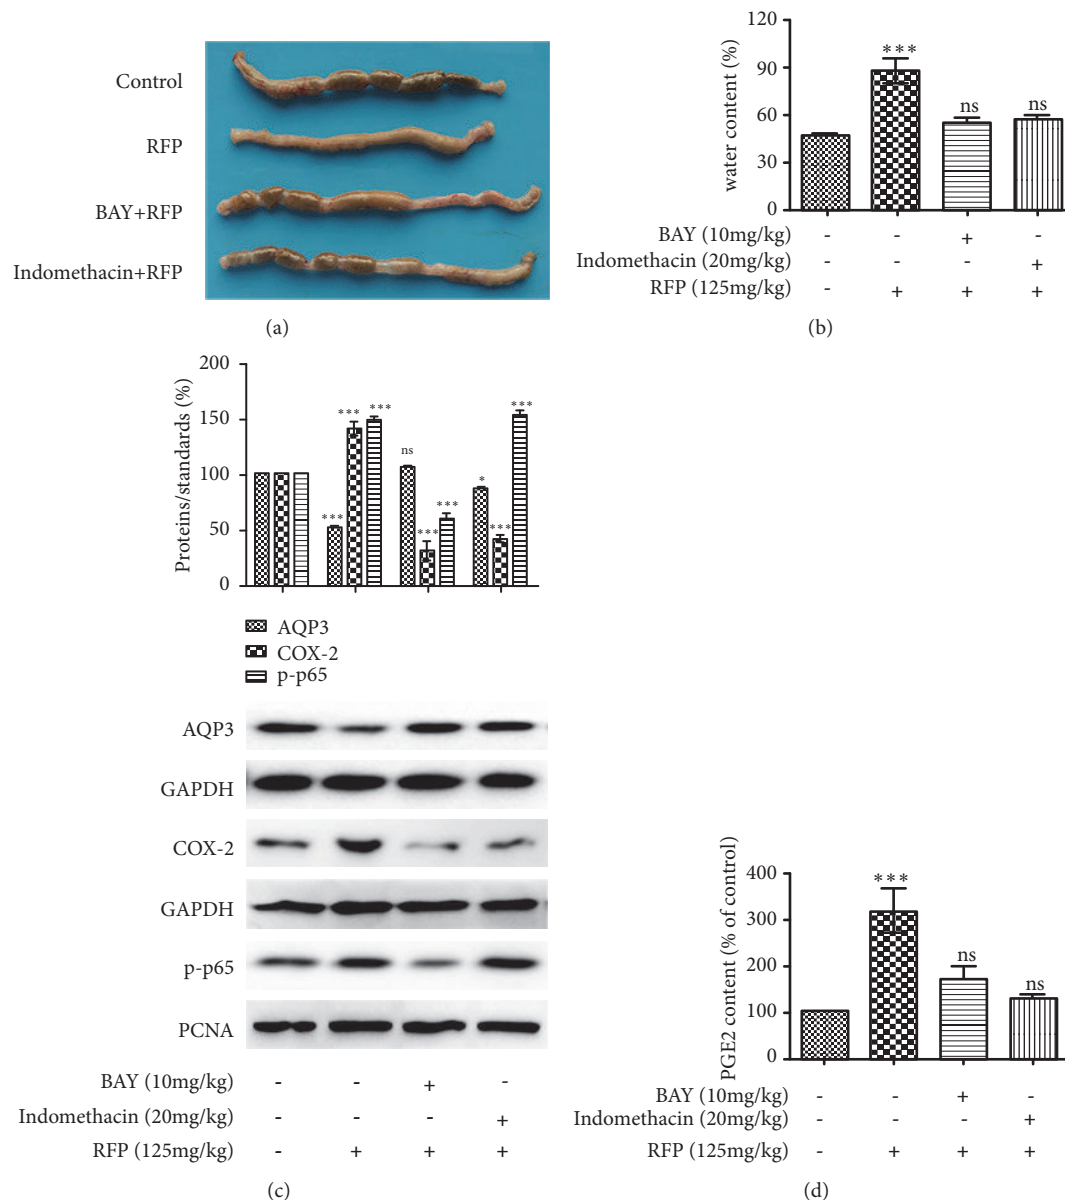 Control
RFP
BAY+RFP
Indomethacin+RFP
(a)
water content (%)
120
90
60
30
0
***
ns
ns
BAY (10mg/kg) - - + -
Indomethacin (20mg/kg) - - - +
RFP (125mg/kg) - + + +
(b)
Proteins/standards (%)
200
150
100
50
0
*** *** ***
ns *** ***
* *** ***
AQP3
COX-2
p-p65
AQP3
GAPDH
COX-2
GAPDH
p-p65
PCNA
BAY (10mg/kg) - - + -
Indomethacin (20mg/kg) - - - +
RFP (125mg/kg) - + + +
(c)
PGE2 content (% of control)
400
300
200
100
0
***
ns
ns
BAY (10mg/kg) - - + -
Indomethacin (20mg/kg) - - - +
RFP (125mg/kg) - + + +
(d)